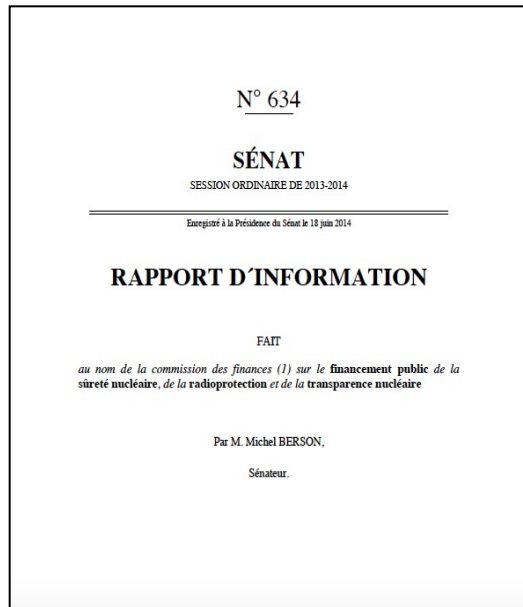 N° 634
SÉNAT
SESSION ORDINAIRE DE 2013-2014
Enregistré à la Présidence du Sénat le 18 juin 2014
RAPPORT D´INFORMATION
FAIT
au nom de la commission des finances (1) sur le financement public de la
sûreté nucléaire, de la radioprotection et de la transparence nucléaire
Par M. Michel BERSON,
Sénateur.